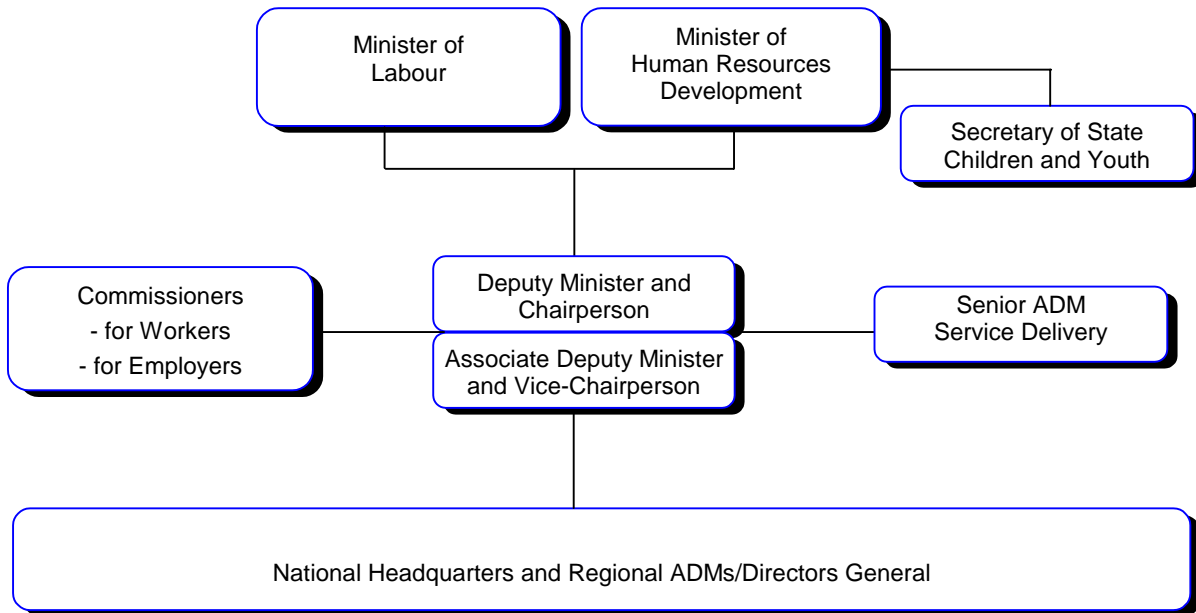 Minister of
Labour
Minister of
Human Resources
Development
Secretary of State
Children and Youth
Deputy Minister and
Chairperson
Commissioners
- for Workers
- for Employers
Senior ADM
Service Delivery
Associate Deputy Minister
and Vice-Chairperson
National Headquarters and Regional ADMs/Directors General